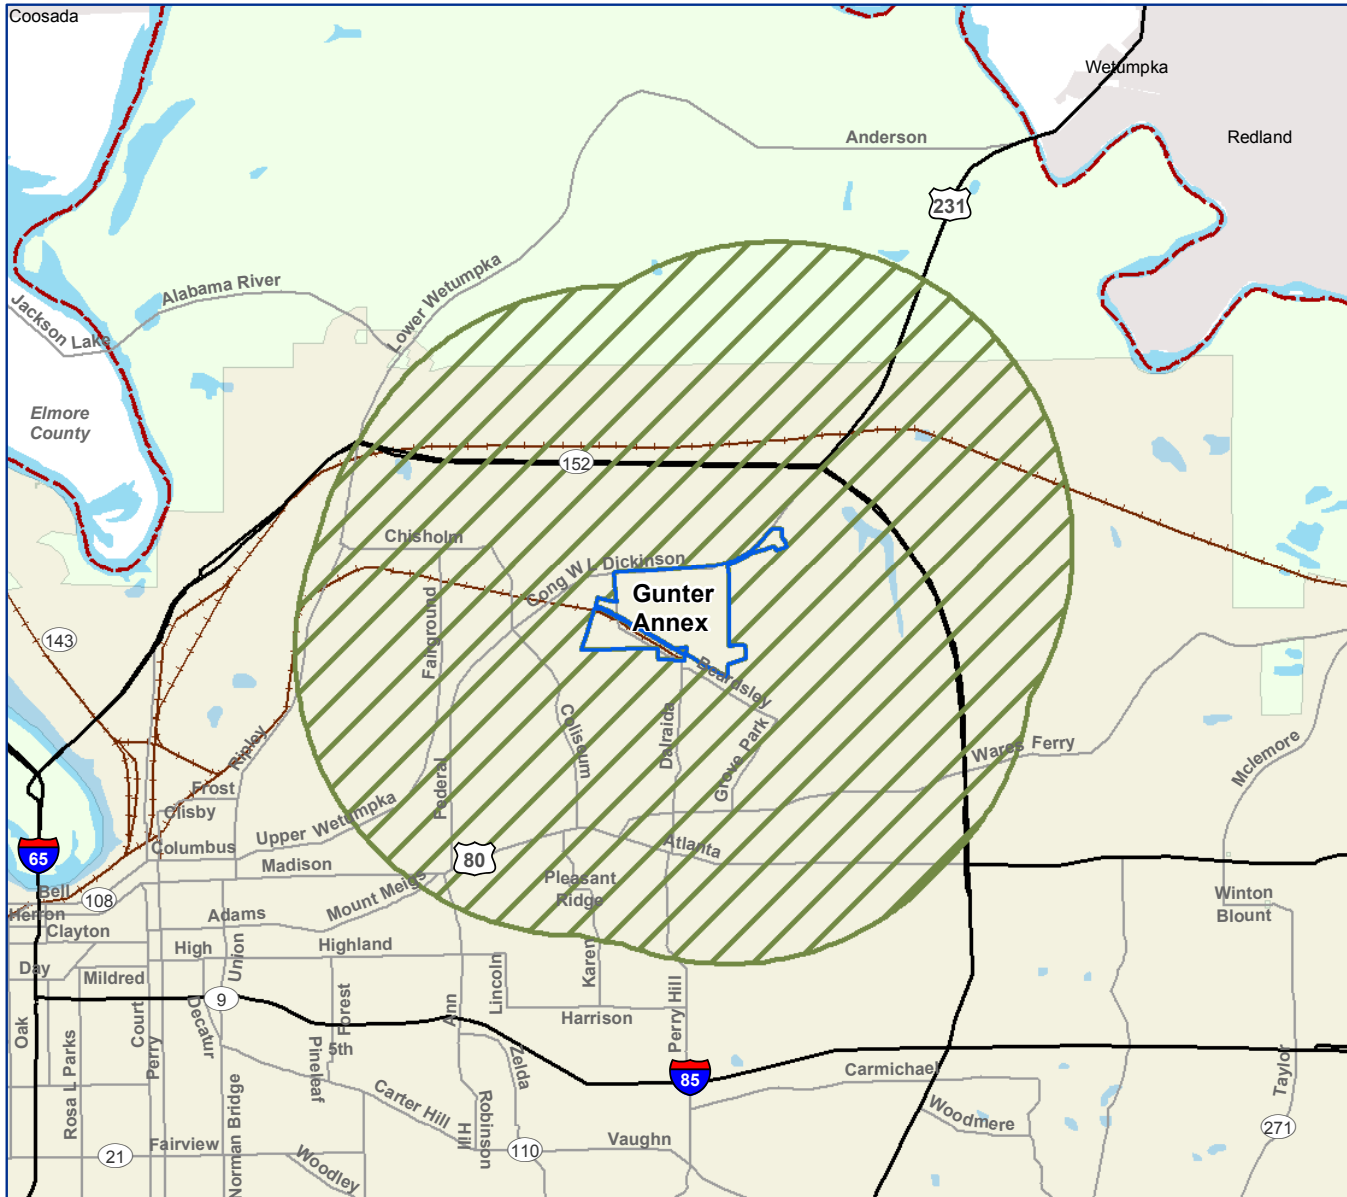 Coosada
Wetumpka
Redland
Anderson
231
Lower Wetumpka
Alabama River
Jackson Lake
Elmore
County
152
Chisholm
Cong W L Dickinson
Gunter
Annex
143
Fairground
Beardsley
Coliseum
Dalraida
Grove Park
Wares Ferry
Mclemore
Ripley
Federal
Frost
Clisby
Upper Wetumpka
Columbus
65
80
Atlanta
Madison
Pleasant
Ridge
Mount Meigs
Bell
108
Herron
Adams
Winton
Blount
Clayton
High
Highland
Union
Karen
Day
Mildred
Lincoln
Perry Hill
9
Forest
Ann
Harrison
Oak
Court
Decatur
Rosa L Parks
Perry
Pineleaf
5th
Zelda
85
Carmichael
Taylor
Norman Bridge
Carter Hill
Robinson
Hill
Woodmere
271
21
Fairview
Woodley
110
Vaughn